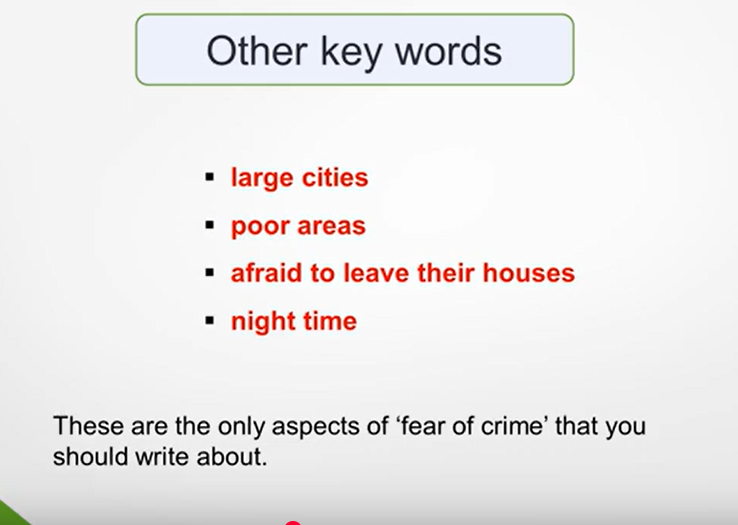 Other key words
▪ large cities
▪ poor areas
▪ afraid to leave their houses
▪ night time
These are the only aspects of ‘fear of crime’ that you
should write about.